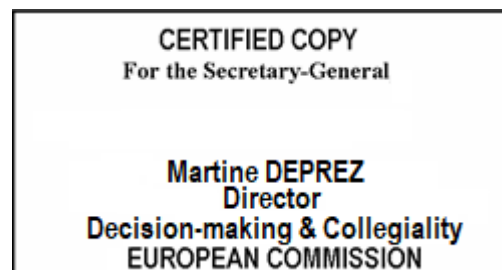 CERTIFIED COPY
For the Secretary-General
Martine DEPREZ
Director
Decision-making & Collegiality
EUROPEAN COMMISSION